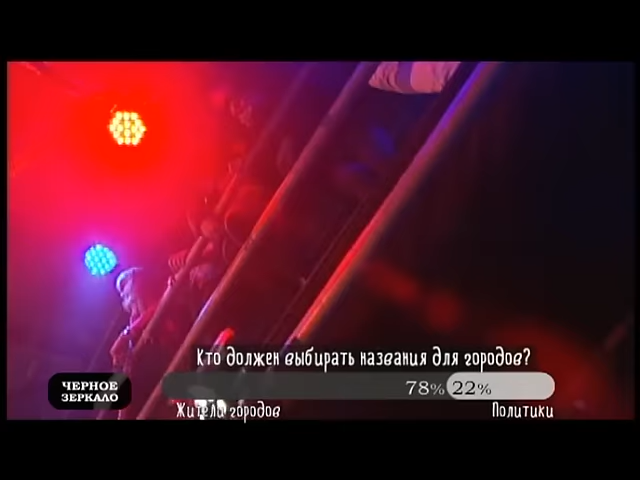 Кто должен выбирать названия для городов?
ЧЕРНОЕ
ЗЕРКАЛО
78% 22%
Жители городов
Политики